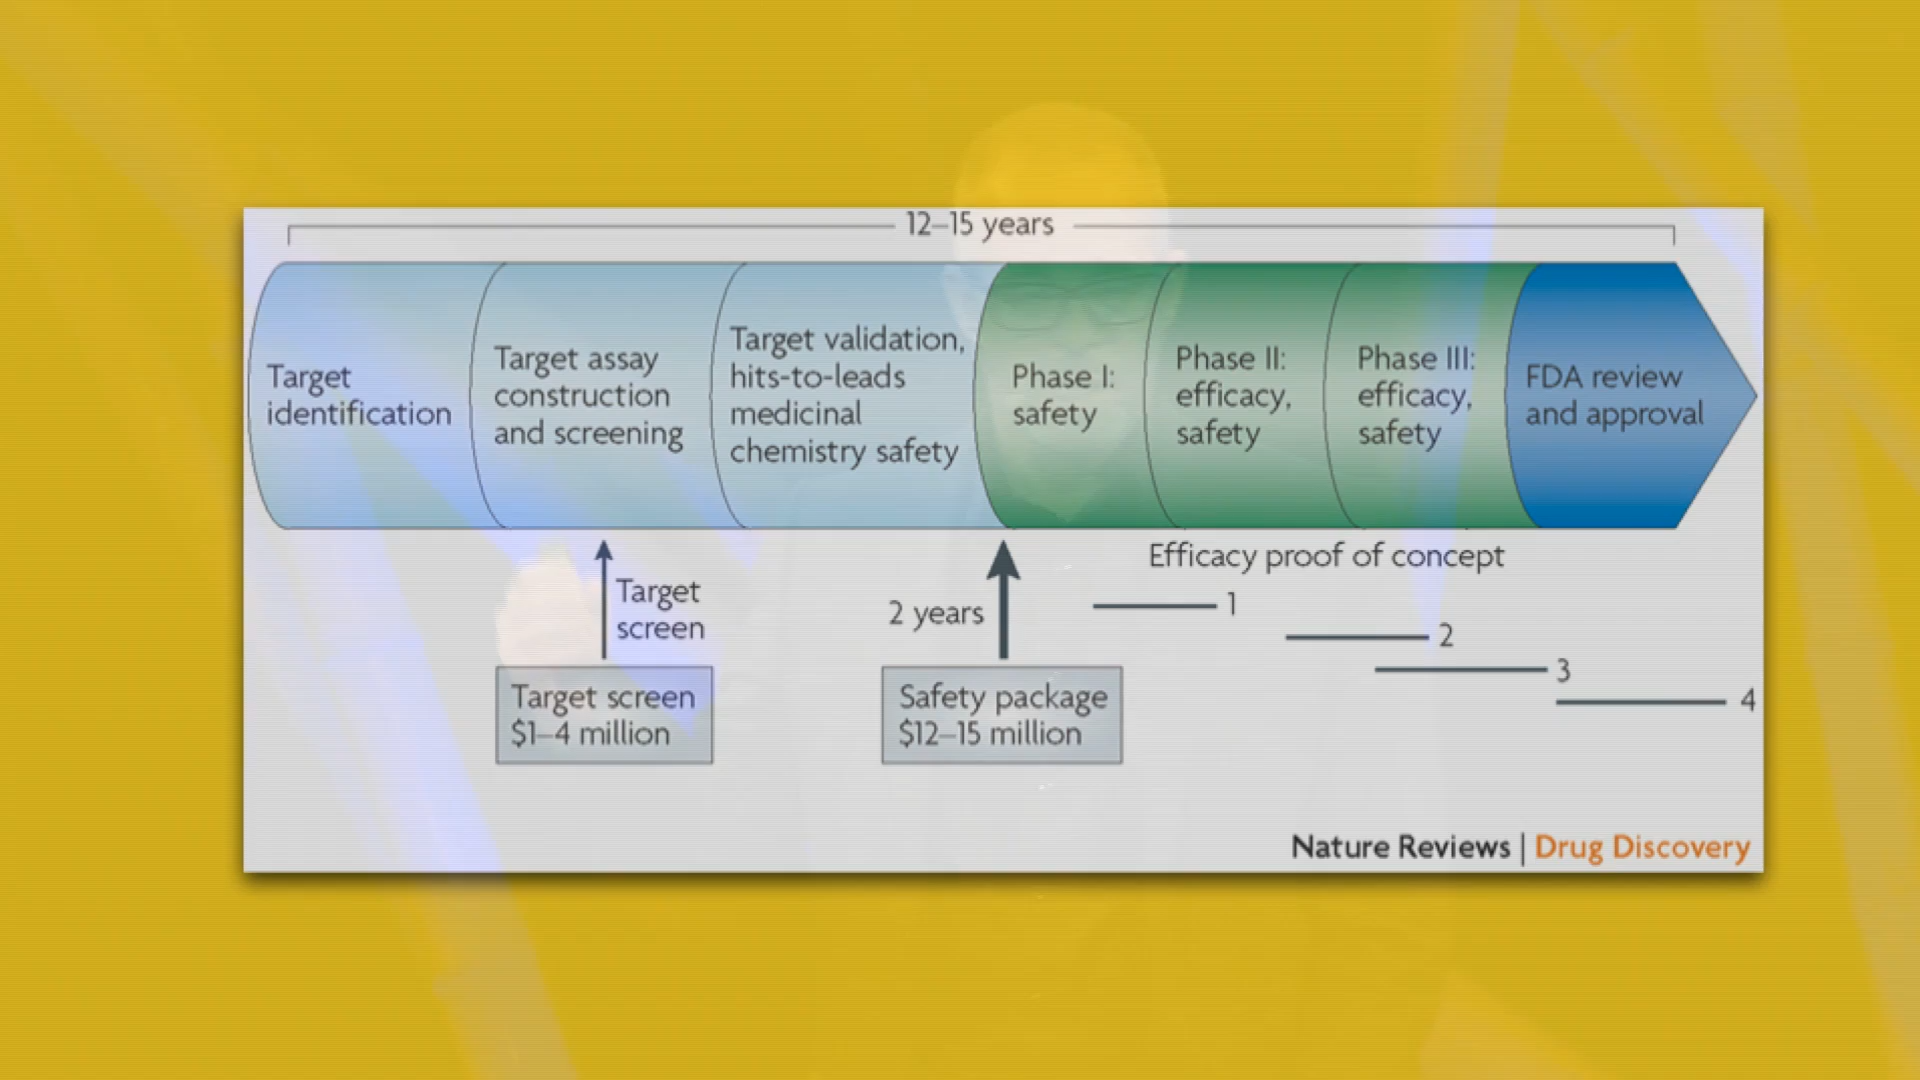 12–15 years
Target
identification
Target assay
construction
and screening
Target validation,
hits-to-leads
medicinal
chemistry safety
Phase I:
safety
Phase II:
efficacy,
safety
Phase III:
efficacy,
safety
FDA review
and approval
Target
screen
Target screen
$1–4 million
2 years
Safety package
$12–15 million
Efficacy proof of concept
1
2
3
4
Nature Reviews | Drug Discovery